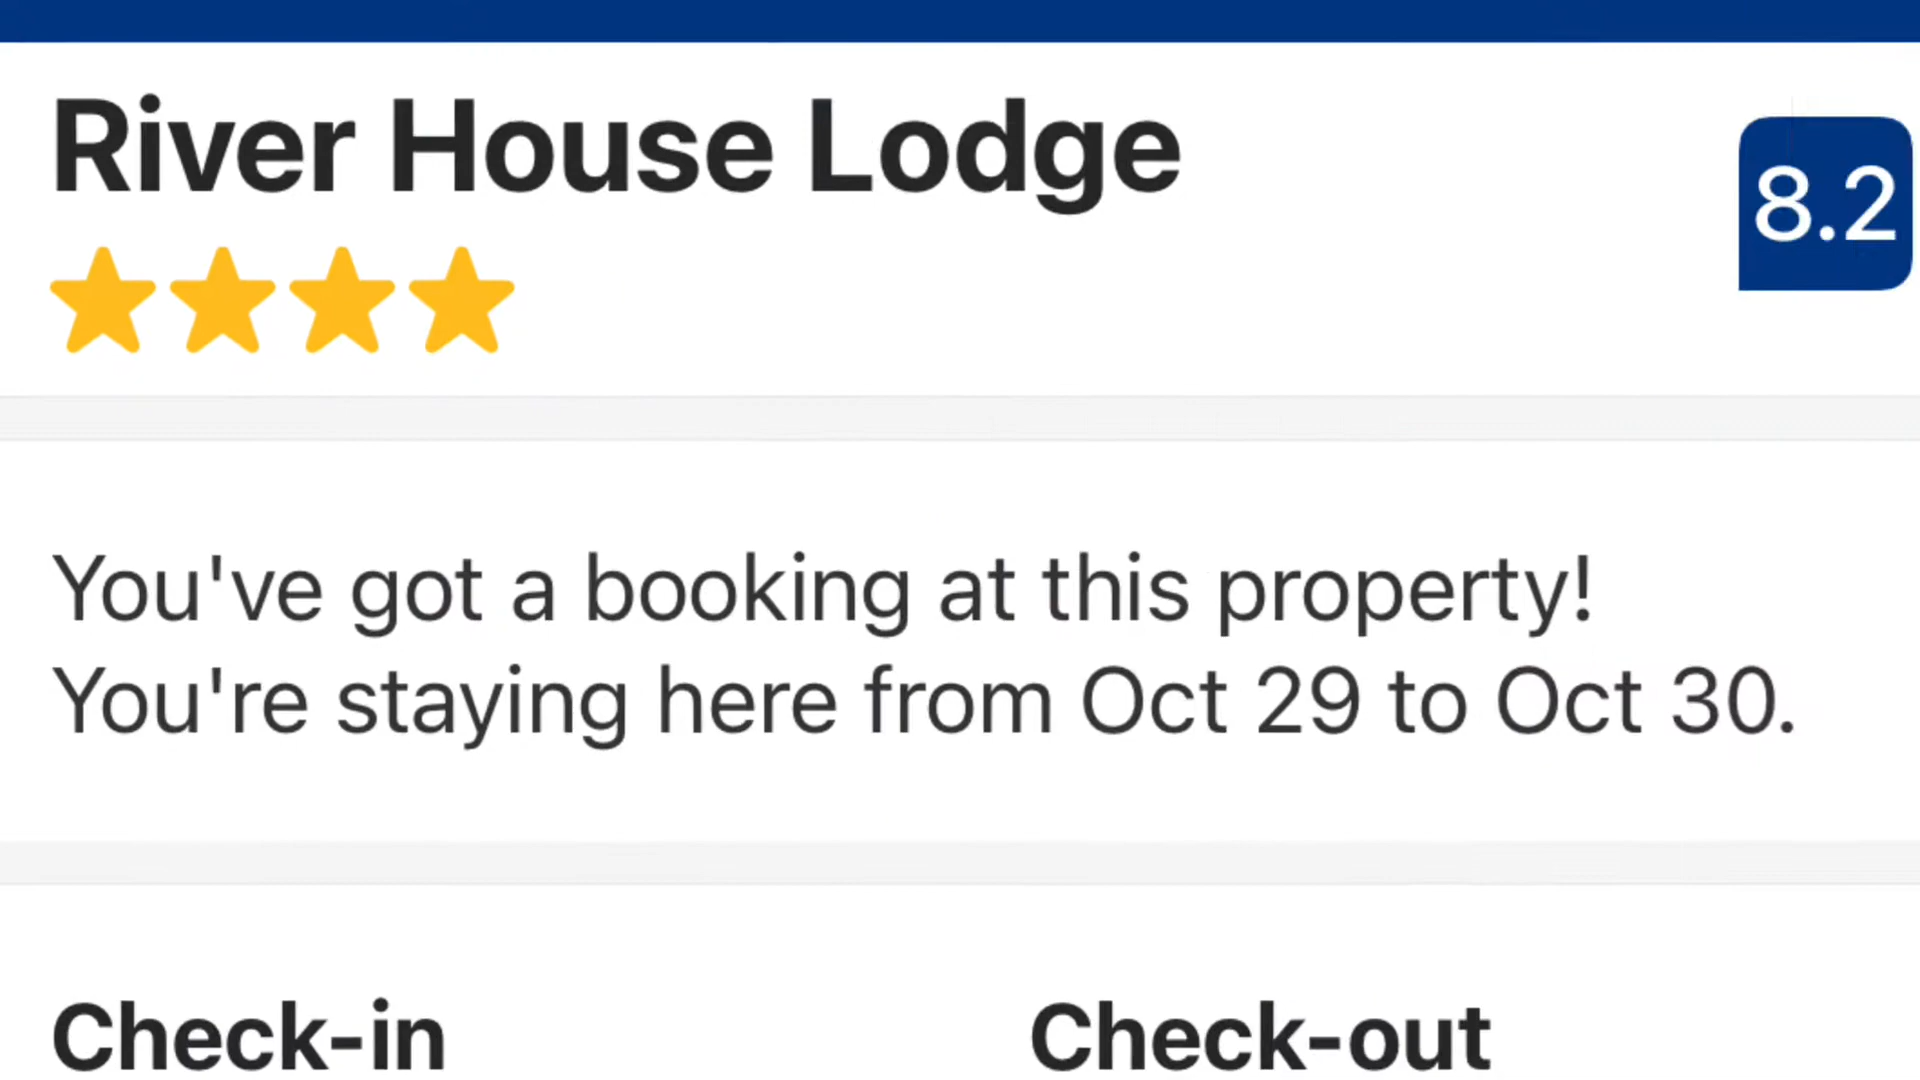 River House Lodge
8.2
You've got a booking at this property!
You're staying here from Oct 29 to Oct 30.
Check-in
Check-out